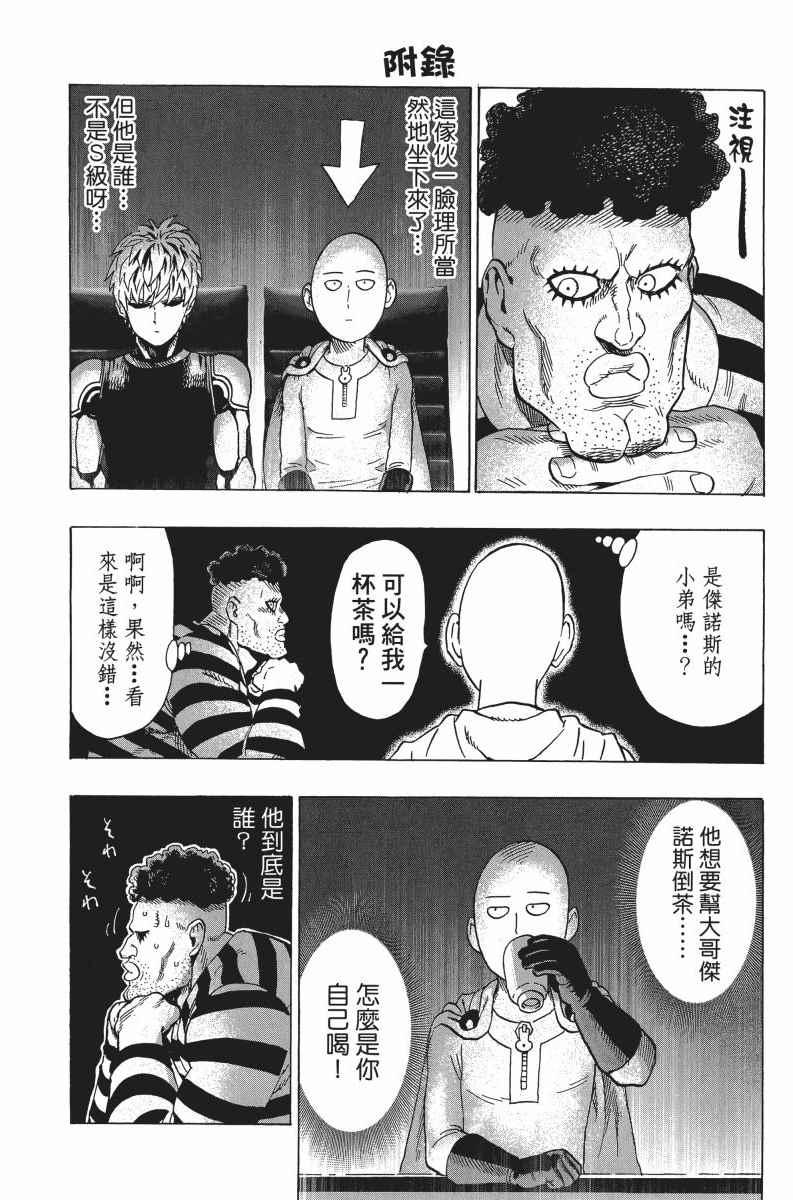 附錄
注視
這傢伙一臉理所當
然地坐下來了…
但他是誰…
不是S級呀…
是傑諾斯的
小弟嗎…？
可以給我一
杯茶嗎？
啊啊，果然…看
來是這樣沒錯…
他想要幫大哥傑
諾斯倒茶……
怎麼是你
自己喝！
他到底是
誰？
そわ
そわ